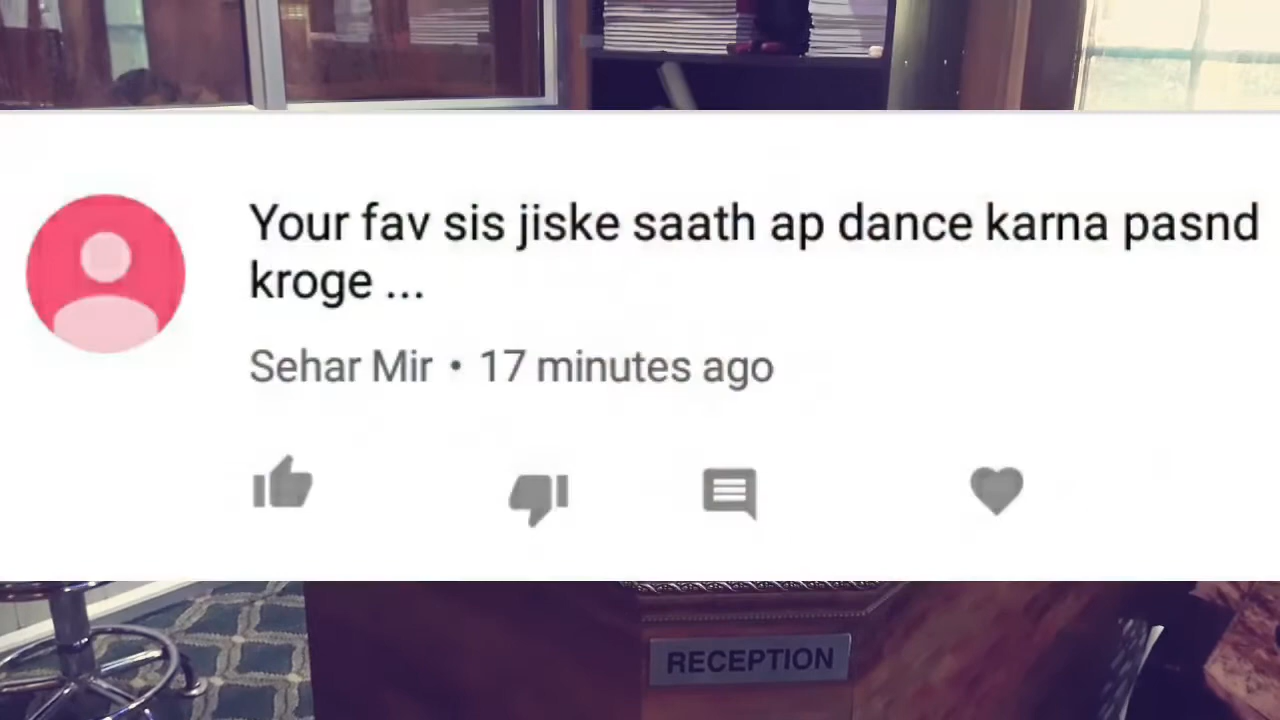 Your fav sis jiske saath ap dance karna pasnd
kroge ...
Sehar Mir • 17 minutes ago
RECEPTION